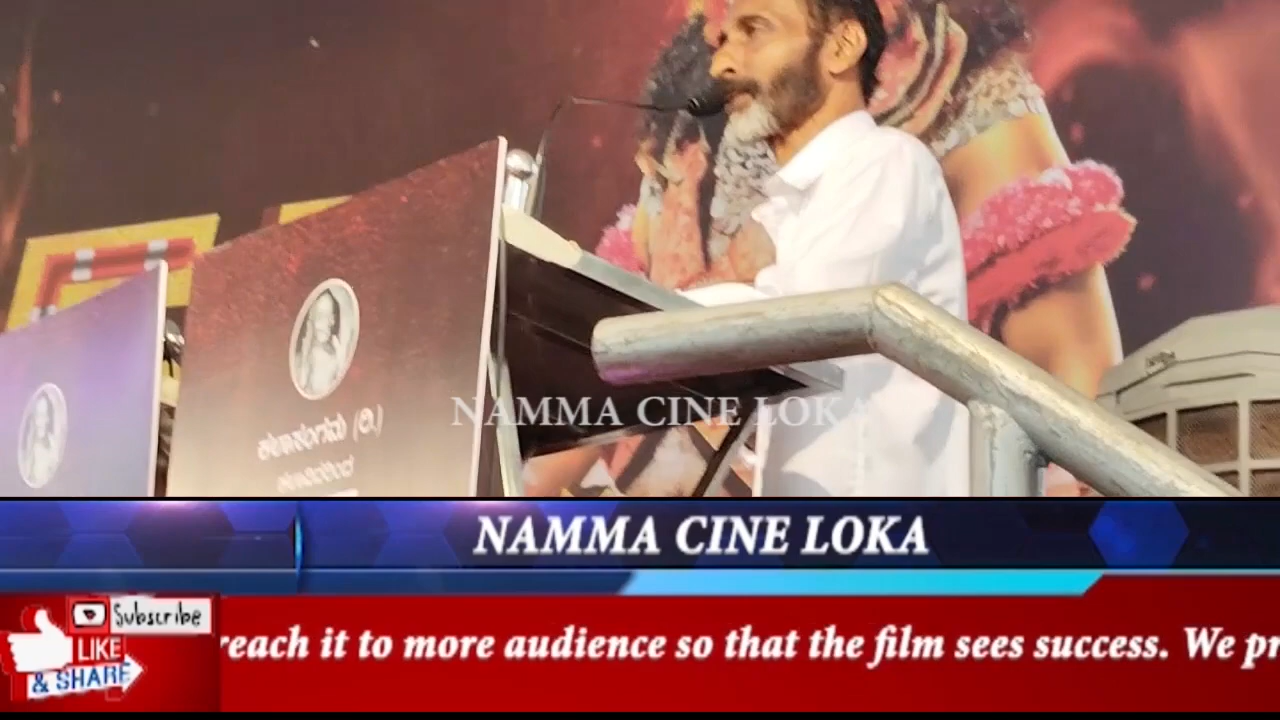 NAMMA CINE LOKA
NAMMA CINE LOKA
Subscribe
LIKE
& SHARE
reach it to more audience so that the film sees success. We pr